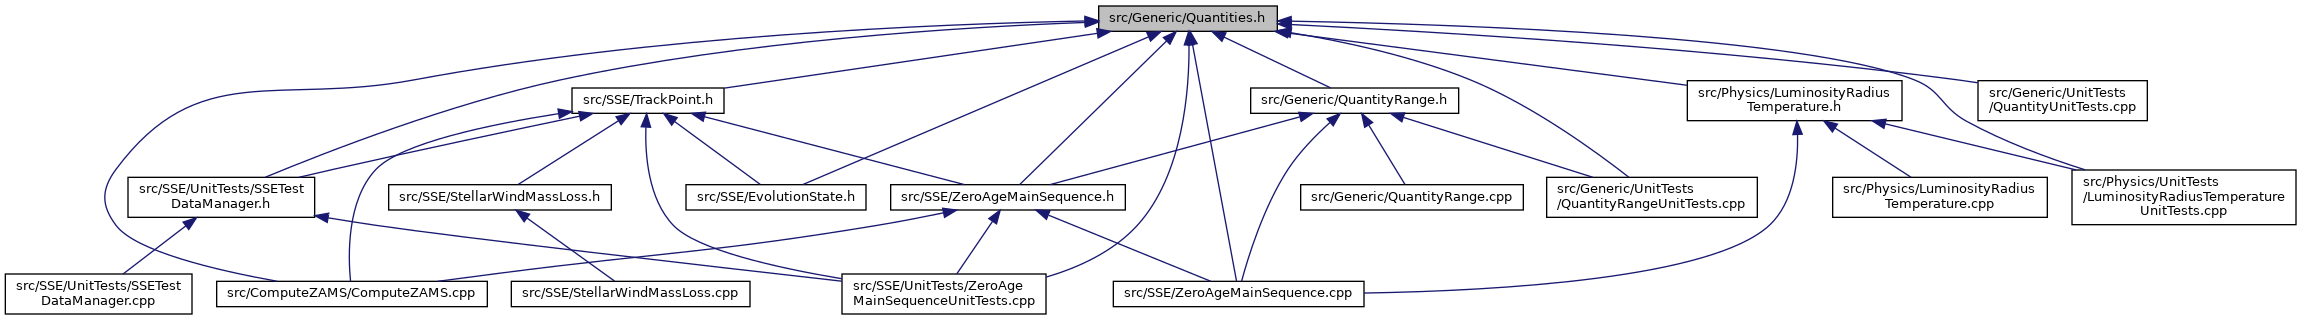 src/Generic/Quantities.h
src/SSE/TrackPoint.h
src/Generic/QuantityRange.h
src/Physics/LuminosityRadius
Temperature.h
src/Generic/UnitTests
/QuantityUnitTests.cpp
src/SSE/UnitTests/SSETest
DataManager.h
src/SSE/StellarWindMassLoss.h
src/SSE/EvolutionState.h
src/SSE/ZeroAgeMainSequence.h
src/Generic/QuantityRange.cpp
src/Generic/UnitTests
/QuantityRangeUnitTests.cpp
src/Physics/LuminosityRadius
Temperature.cpp
src/Physics/UnitTests
/LuminosityRadiusTemperature
UnitTests.cpp
src/SSE/UnitTests/SSETest
DataManager.cpp
src/ComputeZAMS/ComputeZAMS.cpp
src/SSE/StellarWindMassLoss.cpp
src/SSE/UnitTests/ZeroAge
MainSequenceUnitTests.cpp
src/SSE/ZeroAgeMainSequence.cpp